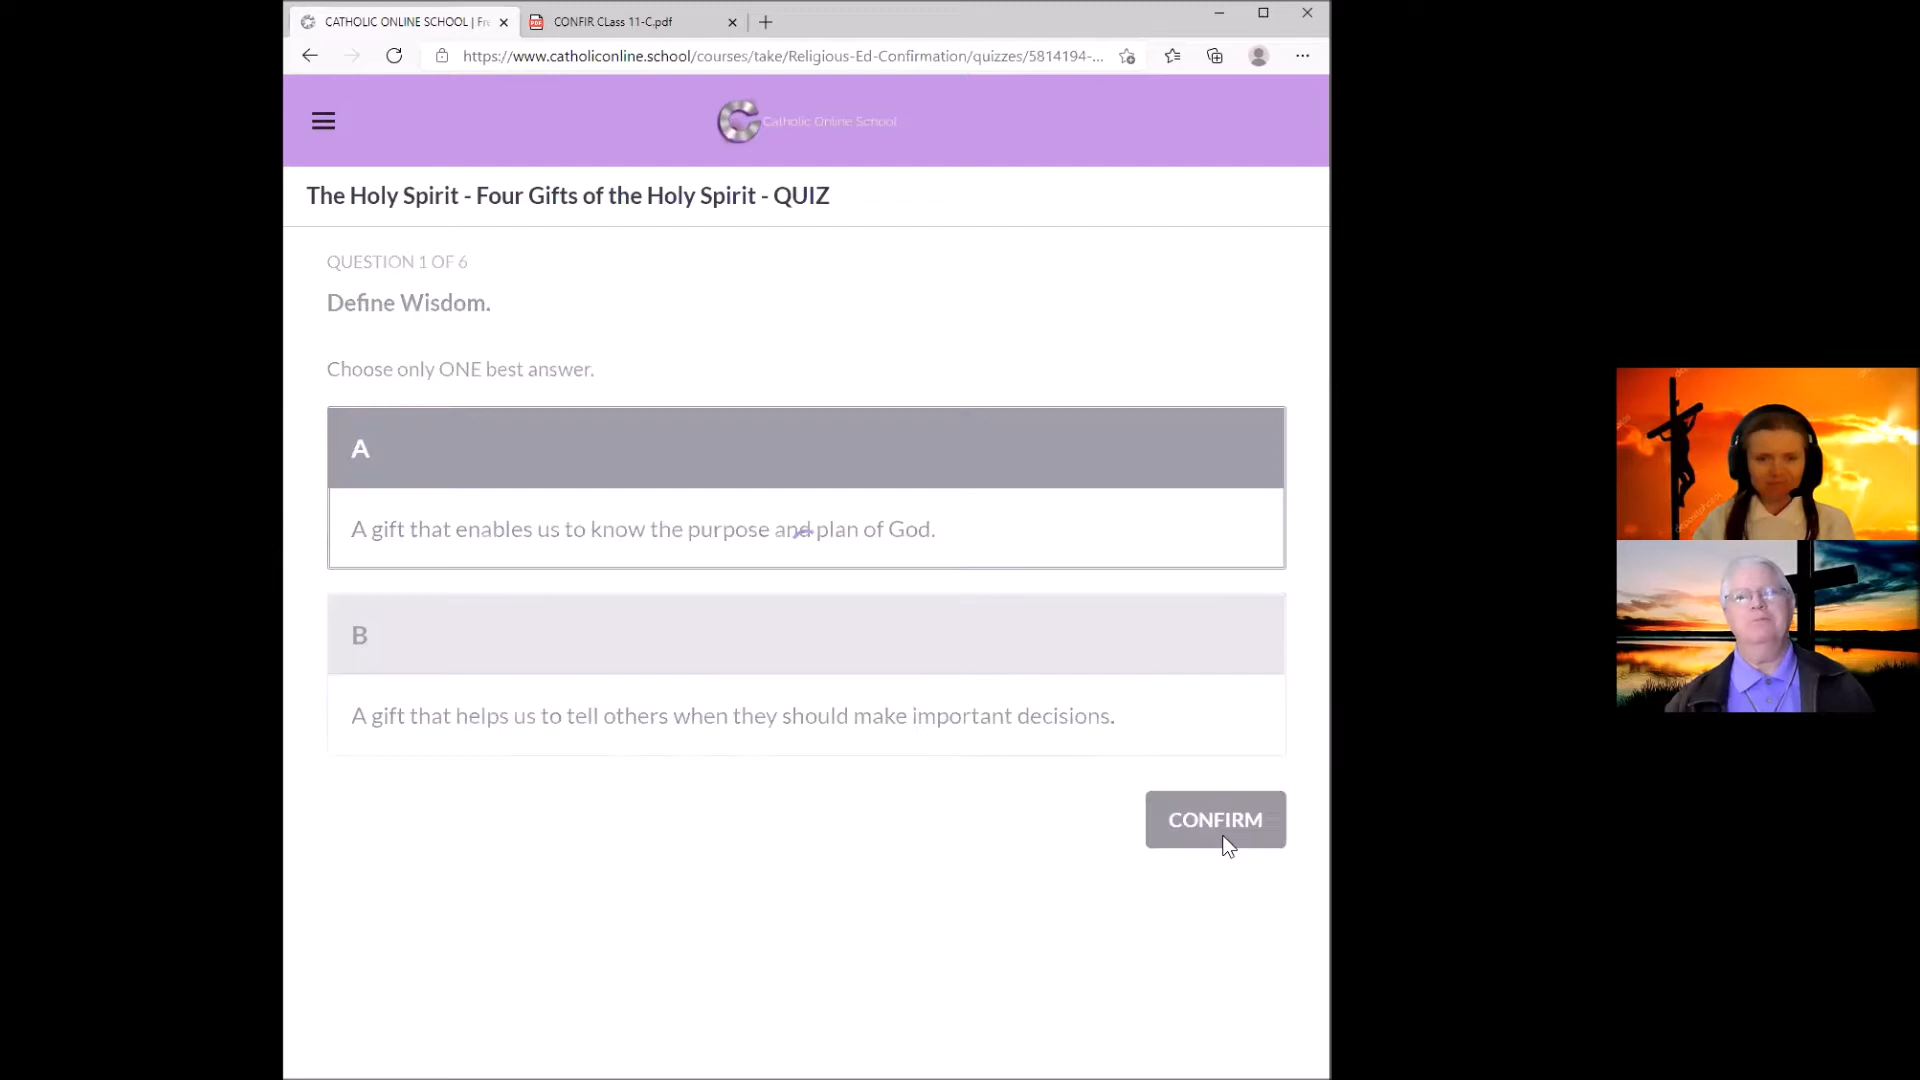 CATHOLIC ONLINE SCHOOL | Fre
CONFIR CLass 11-C.pdf
https://www.catholiconline.school/courses/take/Religious-Ed-Confirmation/quizzes/5814194-...
Catholic Online School
The Holy Spirit - Four Gifts of the Holy Spirit - QUIZ
QUESTION 1 OF 6
Define Wisdom.
Choose only ONE best answer.
A
A gift that enables us to know the purpose and plan of God.
B
A gift that helps us to tell others when they should make important decisions.
CONFIRM